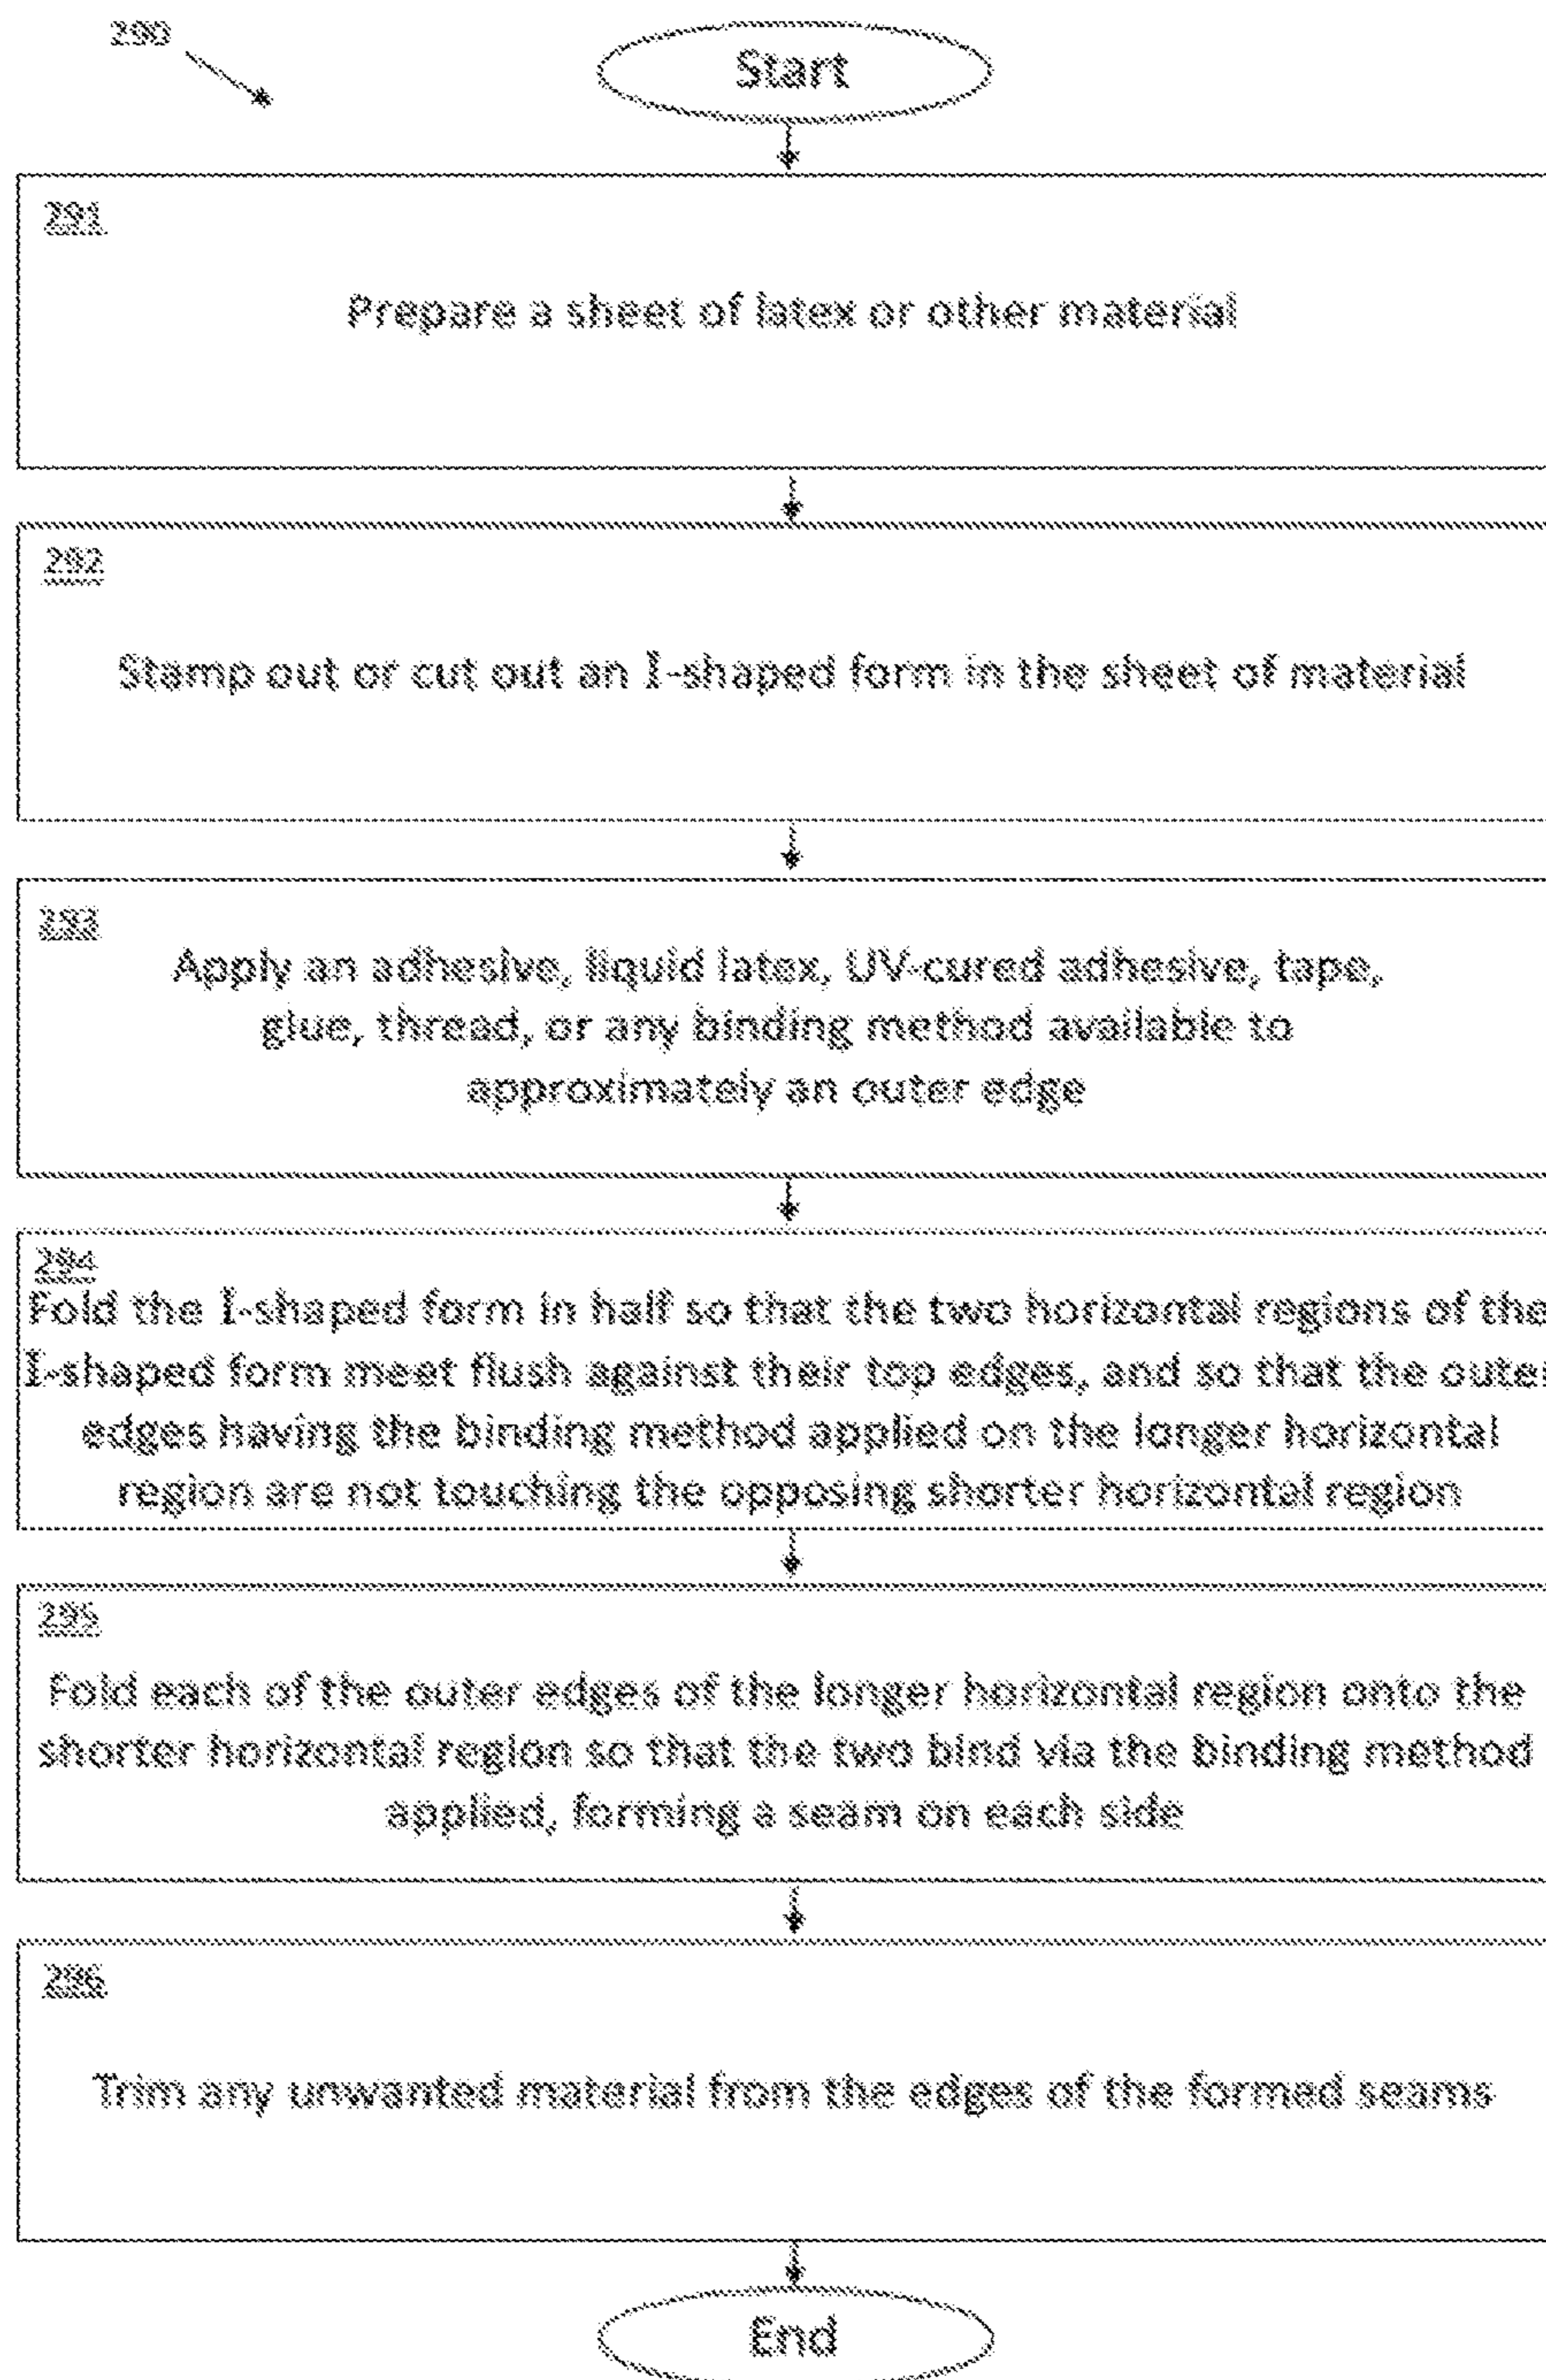 290
Start
291
Prepare a sheet of latex or other material
292
Stamp out or cut out an I-shaped form in the sheet of material
293
Apply an adhesive, liquid latex, UV-cured adhesive, tape,
glue, thread, or any binding method available to
approximately an outer edge
294
Fold the I-shaped form in half so that the two horizontal regions of the
I-shaped form meet flush against their top edges, and so that the outer
edges having the binding method applied on the longer horizontal
region are not touching the opposing shorter horizontal region
295
Fold each of the outer edges of the longer horizontal region onto the
shorter horizontal region so that the two bind via the binding method
applied, forming a seam on each side
296
Trim any unwanted material from the edges of the formed seams
End